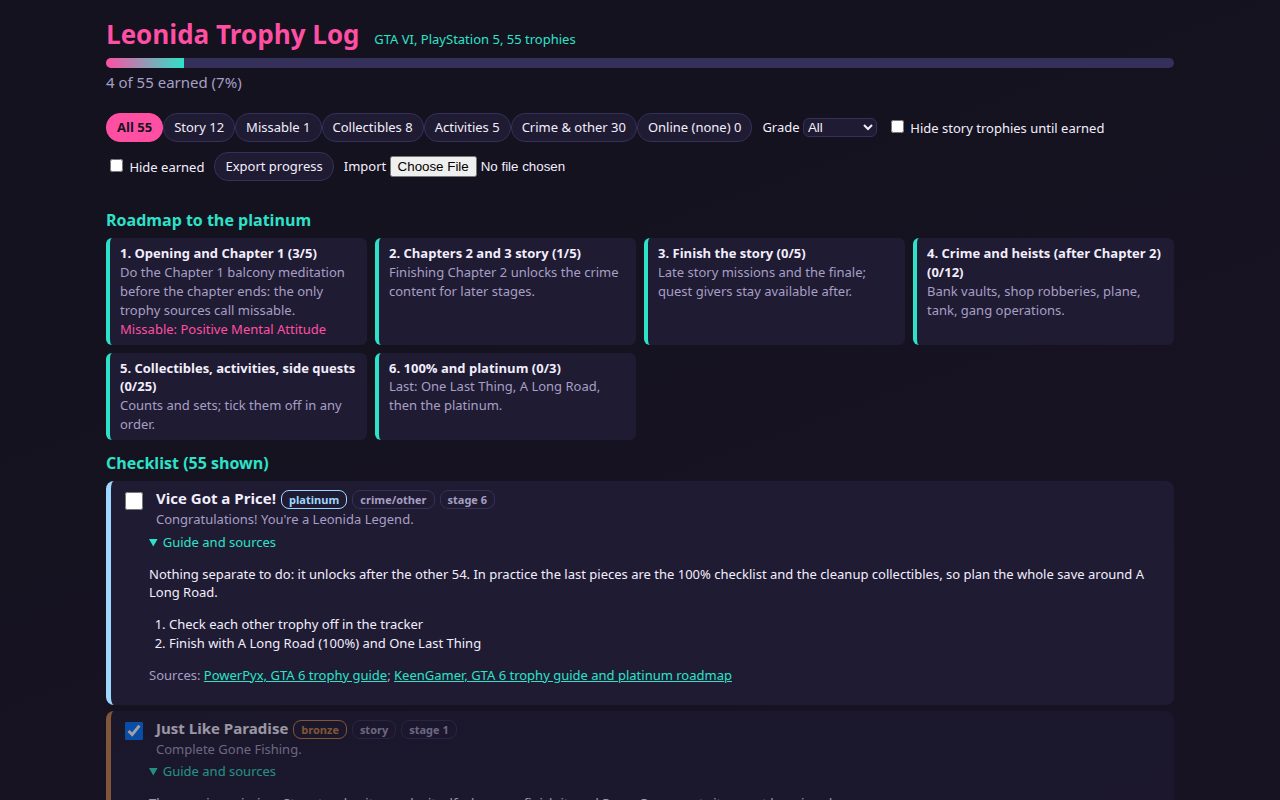 Leonida Trophy Log GTA VI, PlayStation 5, 55 trophies
4 of 55 earned (7%)
All 55 Story 12 Missable 1 Collectibles 8 Activities 5 Crime & other 30 Online (none) 0 Grade All Hide story trophies until earned
Hide earned Export progress Import Choose File No file chosen
Roadmap to the platinum
1. Opening and Chapter 1 (3/5)
Do the Chapter 1 balcony meditation
before the chapter ends: the only
trophy sources call missable.
Missable: Positive Mental Attitude
2. Chapters 2 and 3 story (1/5)
Finishing Chapter 2 unlocks the crime
content for later stages.
3. Finish the story (0/5)
Late story missions and the finale;
quest givers stay available after.
4. Crime and heists (after Chapter 2)
(0/12)
Bank vaults, shop robberies, plane,
tank, gang operations.
5. Collectibles, activities, side quests
(0/25)
Counts and sets; tick them off in any
order.
6. 100% and platinum (0/3)
Last: One Last Thing, A Long Road,
then the platinum.
Checklist (55 shown)
Vice Got a Price! platinum crime/other stage 6
Congratulations! You're a Leonida Legend.
▼ Guide and sources
Nothing separate to do: it unlocks after the other 54. In practice the last pieces are the 100% checklist and the cleanup collectibles, so plan the whole save around A
Long Road.
1. Check each other trophy off in the tracker
2. Finish with A Long Road (100%) and One Last Thing
Sources: PowerPyx, GTA 6 trophy guide; KeenGamer, GTA 6 trophy guide and platinum roadmap
Just Like Paradise bronze story stage 1
Complete Gone Fishing.
▼ Guide and sources